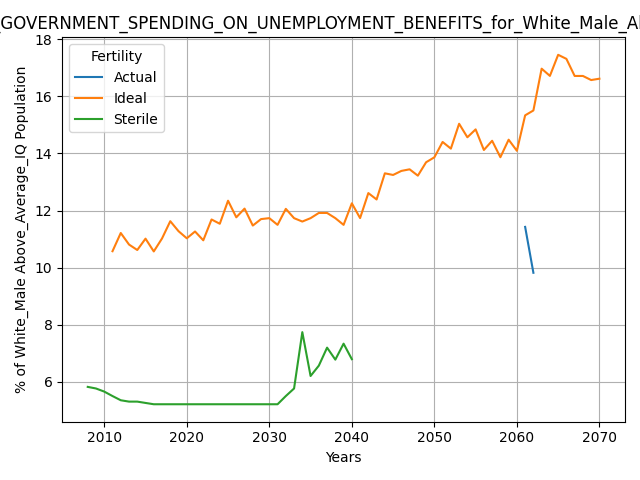 GOVERNMENT_SPENDING_ON_UNEMPLOYMENT_BENEFITS_for_White_Male_A
Fertility
Actual
Ideal
Sterile
% of White_Male Above_Average_IQ Population
18
16
14
12
10
8
6
2010 2020 2030 2040 2050 2060 2070
Years